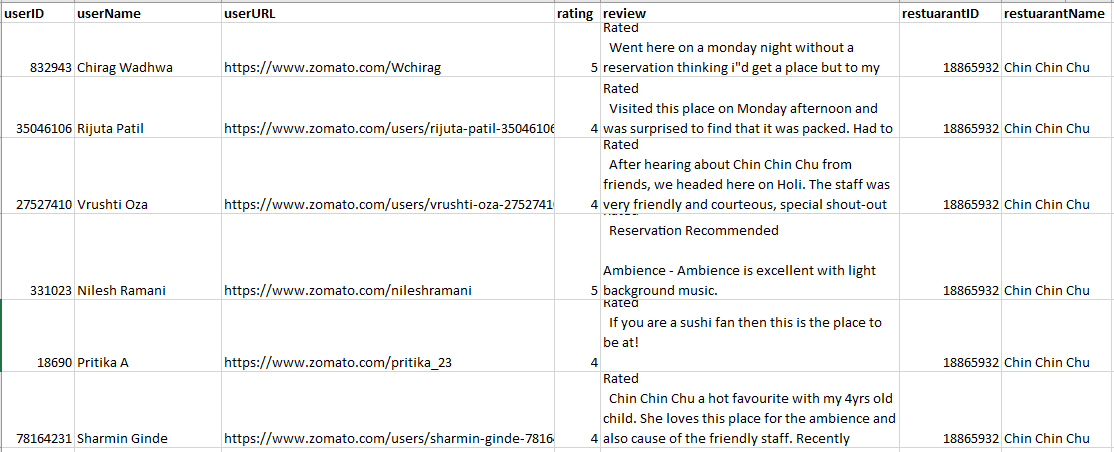 userID userName userURL rating review restuarantID restuarantName
Rated
Went here on a monday night without a
reservation thinking i"d get a place but to my
832943 Chirag Wadhwa https://www.zomato.com/Wchirag 5 18865932 Chin Chin Chu
Rated
Visited this place on Monday afternoon and
was surprised to find that it was packed. Had to
35046106 Rijuta Patil https://www.zomato.com/users/rijuta-patil-35046106 4 18865932 Chin Chin Chu
Rated
After hearing about Chin Chin Chu from
friends, we headed here on Holi. The staff was
very friendly and courteous, special shout-out
27527410 Vrushti Oza https://www.zomato.com/users/vrushti-oza-2752741 4 18865932 Chin Chin Chu
Rated
Reservation Recommended
Ambience - Ambience is excellent with light
background music.
331023 Nilesh Ramani https://www.zomato.com/nileshramani 5 18865932 Chin Chin Chu
Rated
If you are a sushi fan then this is the place to
be at!
18690 Pritika A https://www.zomato.com/pritika_23 4 18865932 Chin Chin Chu
Rated
Chin Chin Chu a hot favourite with my 4yrs old
child. She loves this place for the ambience and
also cause of the friendly staff. Recently
78164231 Sharmin Ginde https://www.zomato.com/users/sharmin-ginde-7816 4 18865932 Chin Chin Chu